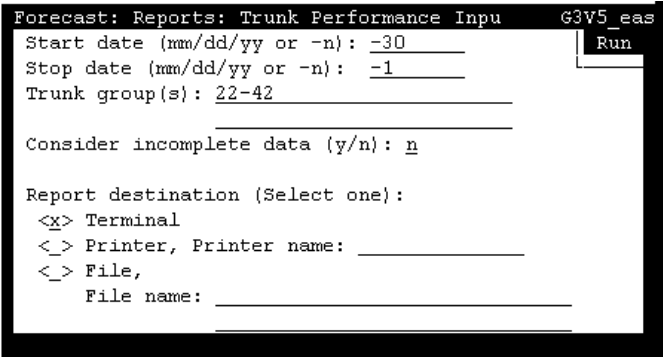 Forecast: Reports: Trunk Performance Inpu G3V5_eas
Start date (mm/dd/yy or -n): -30 Run
Stop date (mm/dd/yy or -n): -1
Trunk group(s): 22-42
Consider incomplete data (y/n): n
Report destination (Select one):
<x> Terminal
<_> Printer, Printer name:
<_> File,
File name: